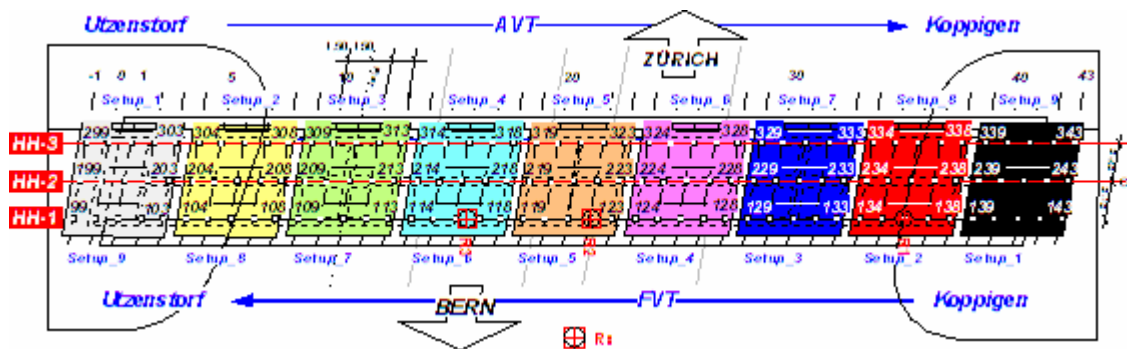 Utzenstorf AVT Koppigen
ZÜRICH
-1 0 1 5 10 20 30 40 43
Setup_1 Setup_2 Setup_3 Setup_4 Setup_5 Setup_6 Setup_7 Setup_8 Setup_9
HH-3 299 303 304 308 309 313 314 318 319 323 324 328 329 333 334 338 339 343
HH-2 199 203 204 208 209 213 214 218 219 223 224 228 229 233 234 238 239 243
HH-1 99 103 104 108 109 113 114 118 119 123 124 128 129 133 134 138 139 143
Setup_9 Setup_8 Setup_7 Setup_6 Setup_5 Setup_4 Setup_3 Setup_2 Setup_1
Utzenstorf BERN FVT Koppigen